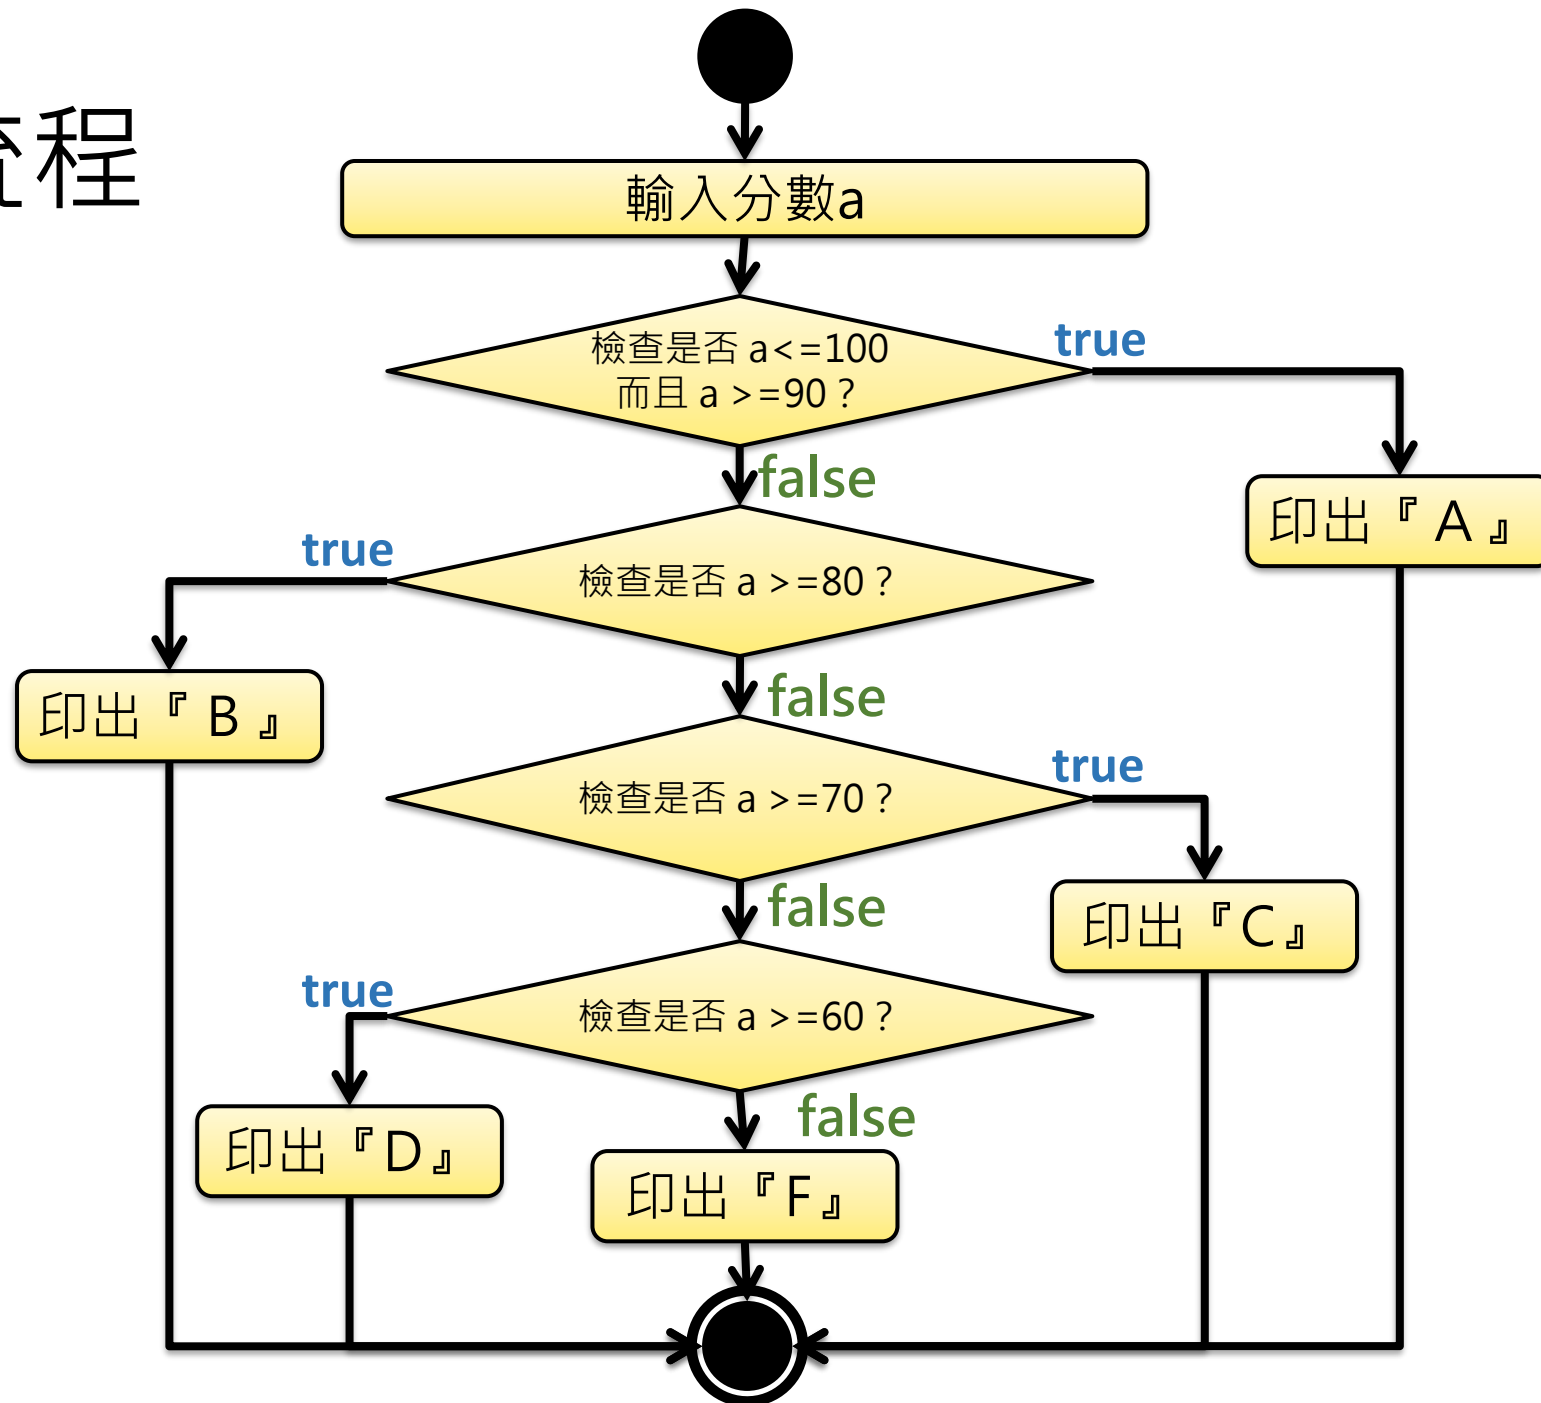 流程
輸入分數a
檢查是否 a<=100
而且 a >=90 ?
true
false
印出『 A 』
true
檢查是否 a >=80 ?
false
印出『 B 』
檢查是否 a >=70 ?
true
false
印出『C』
true
檢查是否 a >=60 ?
false
印出『D』
印出『F』